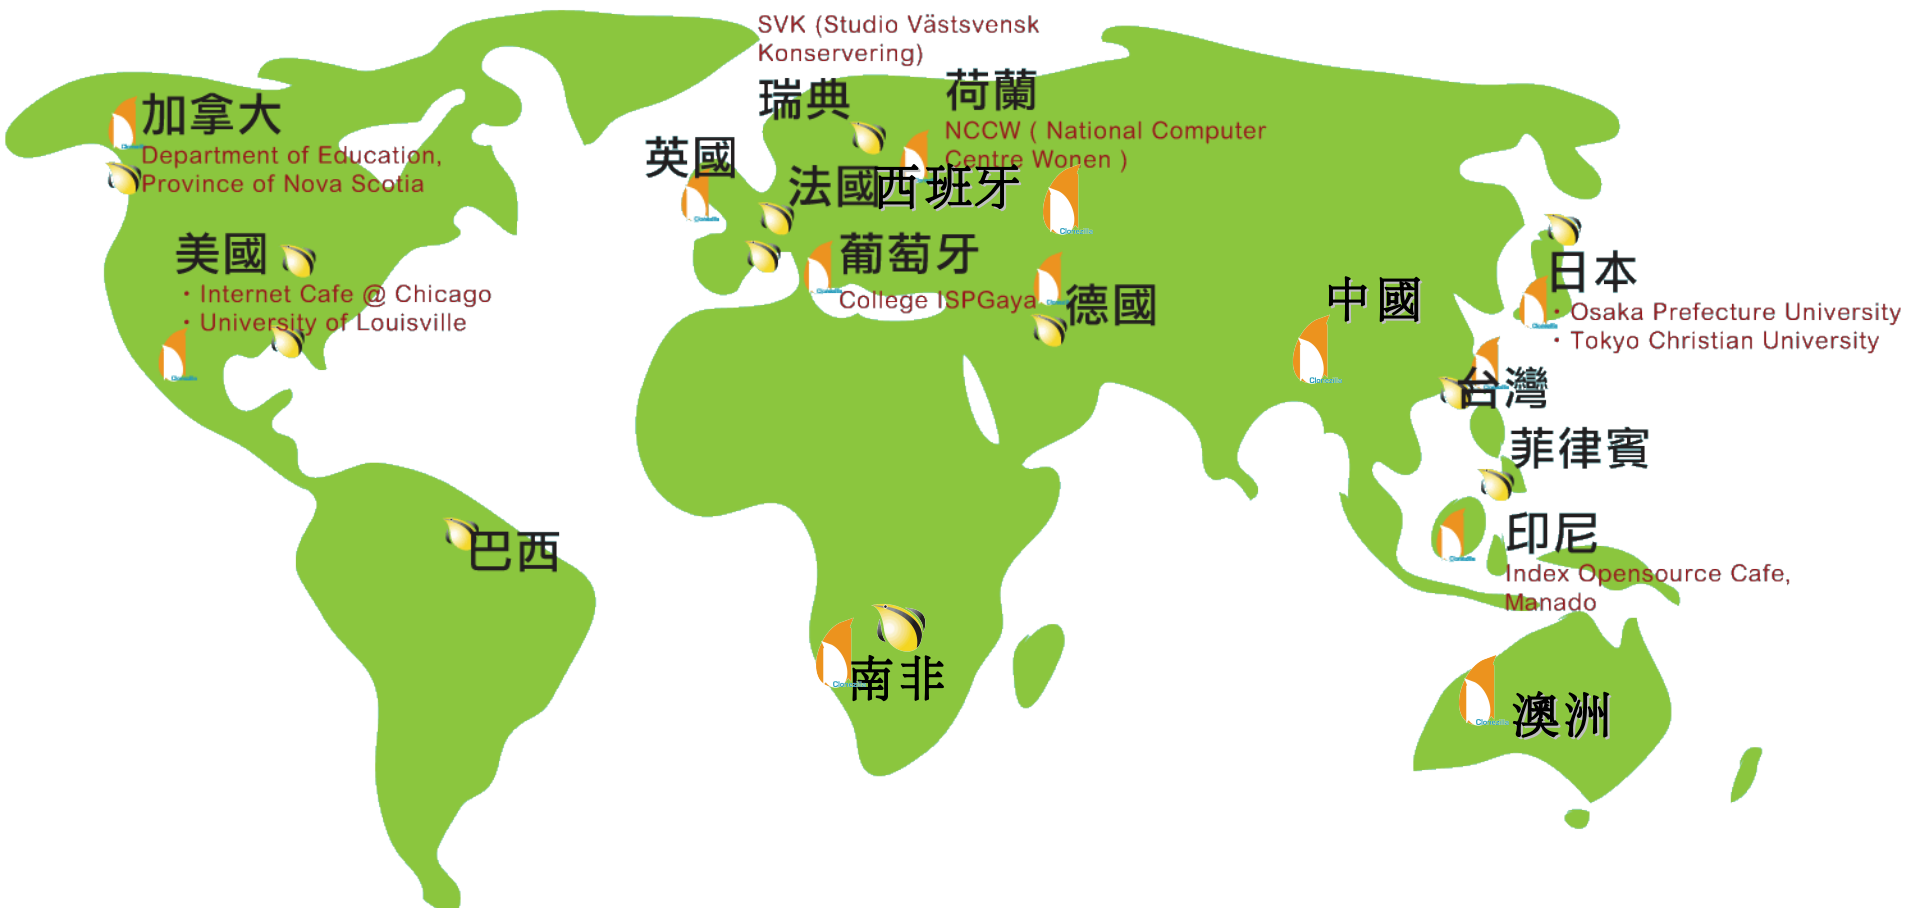 SVK (Studio Västsvensk
Konservering)
瑞典
荷蘭
NCCW ( National Computer
Centre Wonen )
加拿大
Department of Education,
Province of Nova Scotia
英國
法國
西班牙
美國
・Internet Cafe @ Chicago
・University of Louisville
葡萄牙
College ISPGaya
德國
中國
日本
・Osaka Prefecture University
・Tokyo Christian University
台灣
菲律賓
印尼
Index Opensource Cafe,
Manado
巴西
南非
澳洲